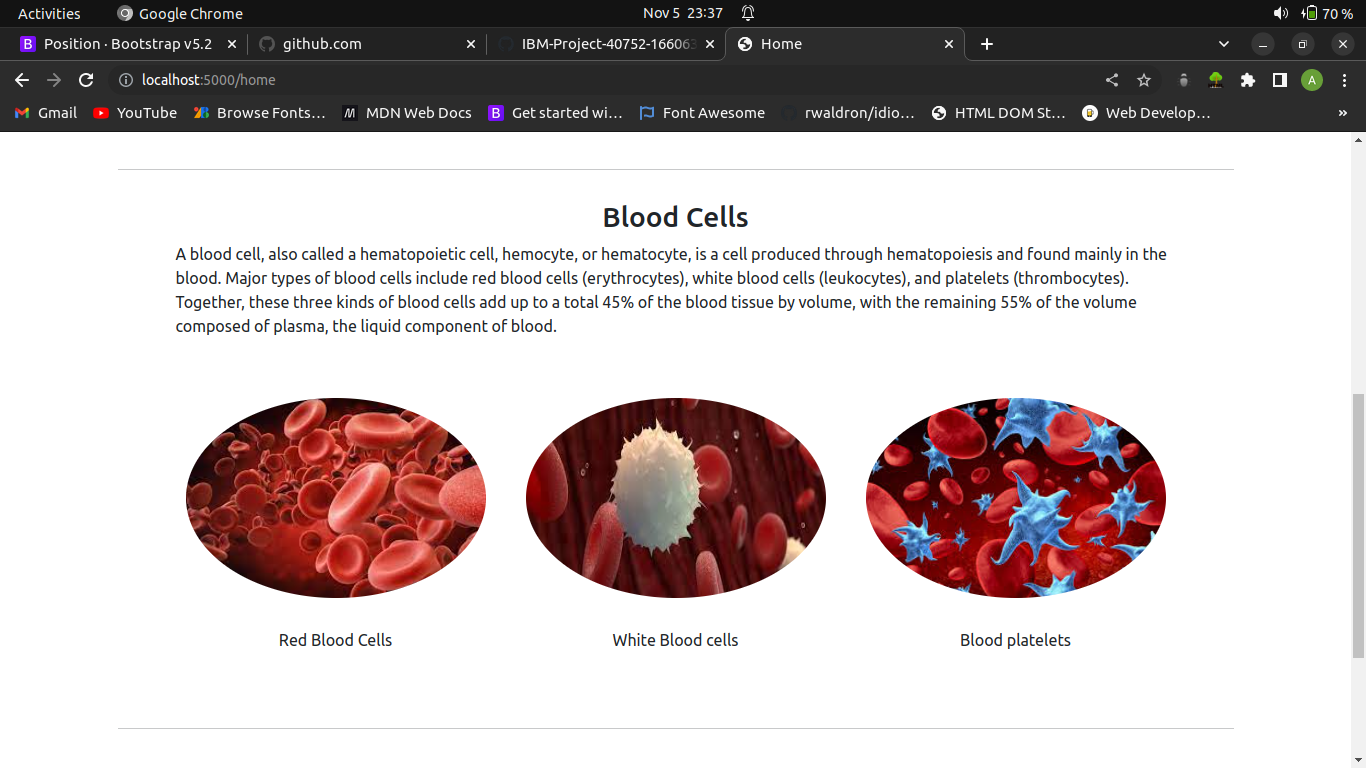 Activities Google Chrome Nov 5 23:37 70 %
Position · Bootstrap v5.2 github.com IBM-Project-40752-166063 Home
localhost:5000/home A
Gmail YouTube Browse Fonts… MDN Web Docs Get started wi… Font Awesome rwaldron/idio… HTML DOM St… Web Develop… »
Blood Cells
A blood cell, also called a hematopoietic cell, hemocyte, or hematocyte, is a cell produced through hematopoiesis and found mainly in the
blood. Major types of blood cells include red blood cells (erythrocytes), white blood cells (leukocytes), and platelets (thrombocytes).
Together, these three kinds of blood cells add up to a total 45% of the blood tissue by volume, with the remaining 55% of the volume
composed of plasma, the liquid component of blood.
Red Blood Cells White Blood cells Blood platelets